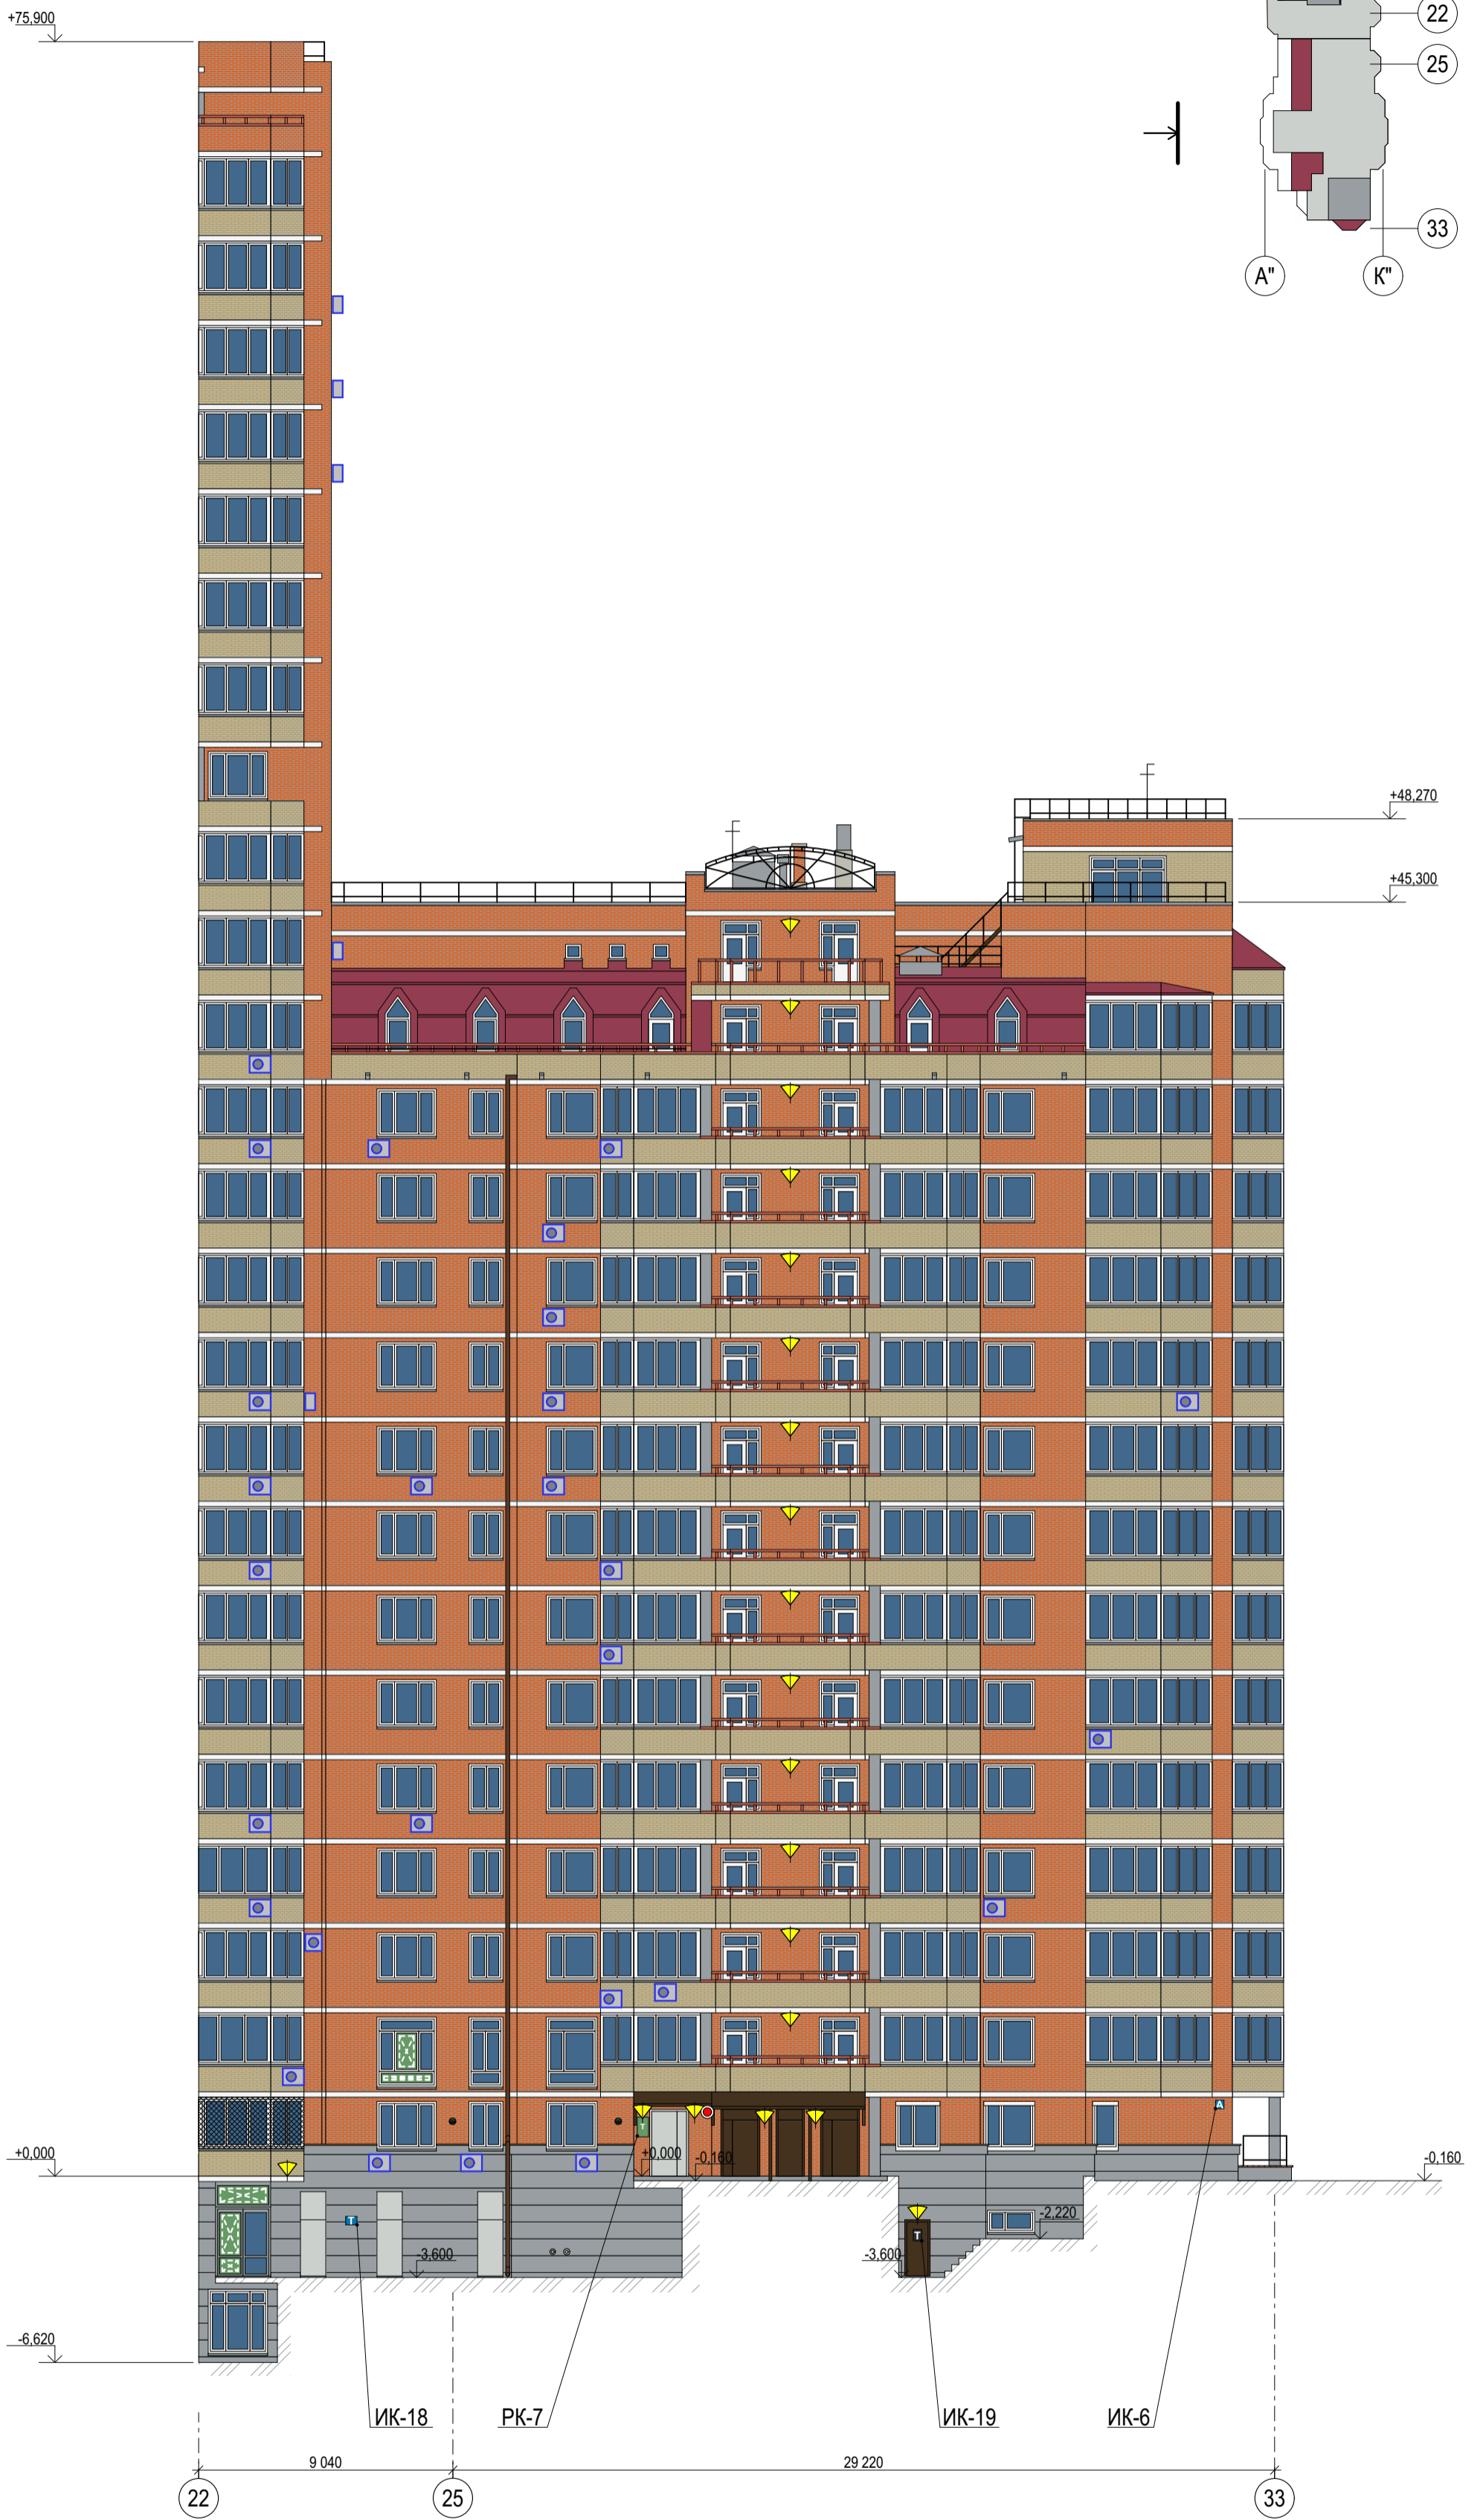 +75,900
22
25
33
А"
К"
+48,270
+45,300
Т
А
+0,000
+0,000
-0,160
-0,160
Т
-2,220
Т
-3,600
-3,600
-6,620
ИК-18
РК-7
ИК-19
ИК-6
9 040
29 220
22
25
33